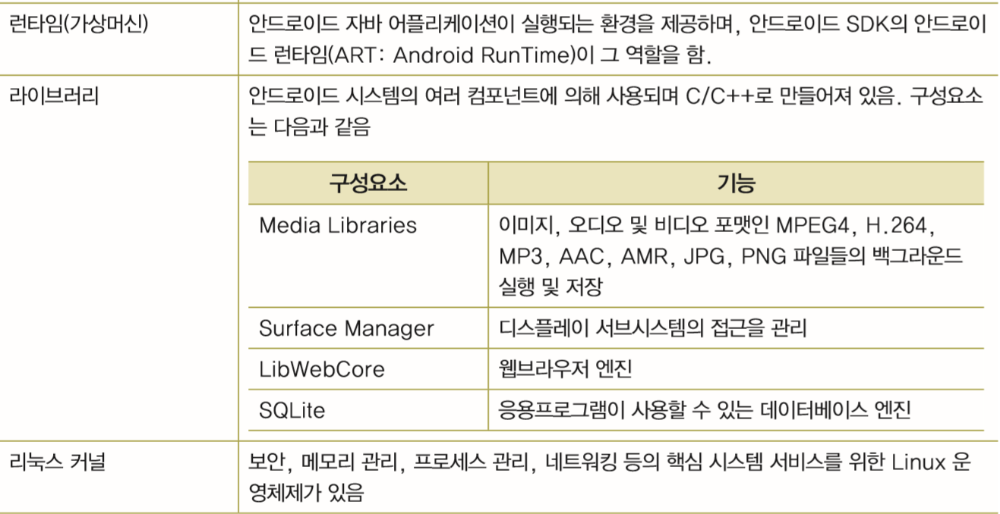 런타임(가상머신)
안드로이드 자바 어플리케이션이 실행되는 환경을 제공하며, 안드로이드 SDK의 안드로이
드 런타임(ART: Android RunTime)이 그 역할을 함.
라이브러리
안드로이드 시스템의 여러 컴포넌트에 의해 사용되며 C/C++로 만들어져 있음. 구성요소
는 다음과 같음
구성요소
기능
Media Libraries
이미지, 오디오 및 비디오 포맷인 MPEG4, H.264,
MP3, AAC, AMR, JPG, PNG 파일들의 백그라운드
실행 및 저장
Surface Manager
디스플레이 서브시스템의 접근을 관리
LibWebCore
웹브라우저 엔진
SQLite
응용프로그램이 사용할 수 있는 데이터베이스 엔진
리눅스 커널
보안, 메모리 관리, 프로세스 관리, 네트워킹 등의 핵심 시스템 서비스를 위한 Linux 운
영체제가 있음